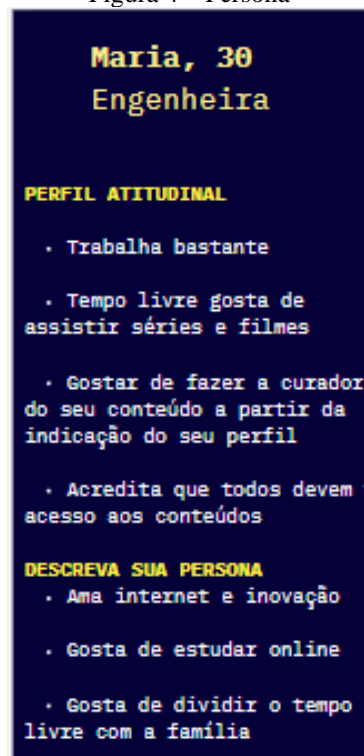 Figura 4 – Persona
Maria, 30
Engenheira
PERFIL ATITUDINAL
· Trabalha bastante
· Tempo livre gosta de
assistir séries e filmes
· Gostar de fazer a curador
do seu conteúdo a partir da
indicação do seu perfil
· Acredita que todos devem
acesso aos conteúdos
DESCREVA SUA PERSONA
· Ama internet e inovação
· Gosta de estudar online
· Gosta de dividir o tempo
livre com a família